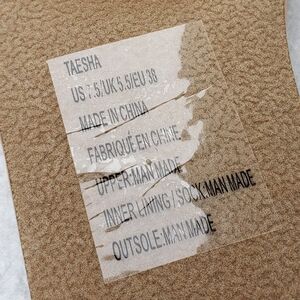 TAESHA
US 7.5/UK 5.5/EU 38
MADE IN CHINA
FABRIQUÉ EN CHINE
UPPER:MAN MADE
INNER LINING / SOCK:MAN MADE
OUTSOLE:MAN MADE